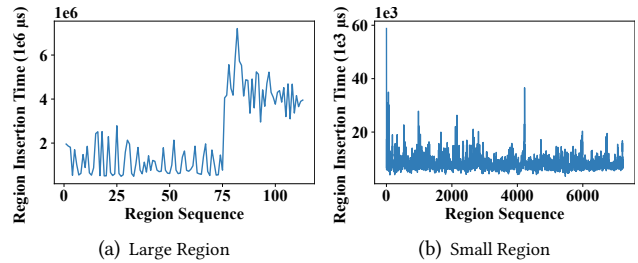 1e6
Region Insertion Time (1e6 μs)
6
4
2
0
25
50
75
100
Region Sequence
(a) Large Region
1e3
Region Insertion Time (1e3 μs)
60
40
20
0
2000
4000
6000
Region Sequence
(b) Small Region